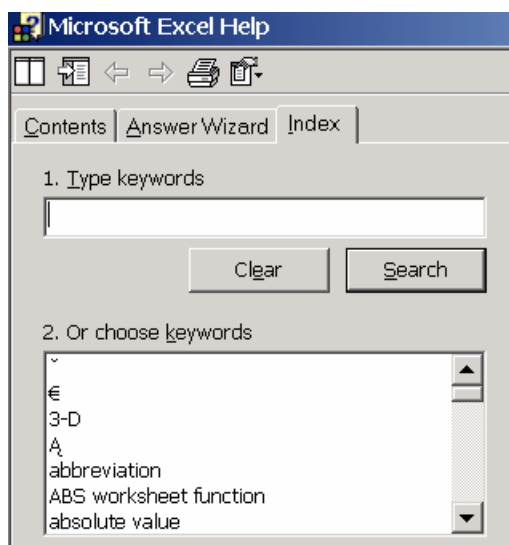 Microsoft Excel Help
Contents Answer Wizard Index
1. Type keywords
Clear Search
2. Or choose keywords
ˇ
€
3-D
Ą
abbreviation
ABS worksheet function
absolute value